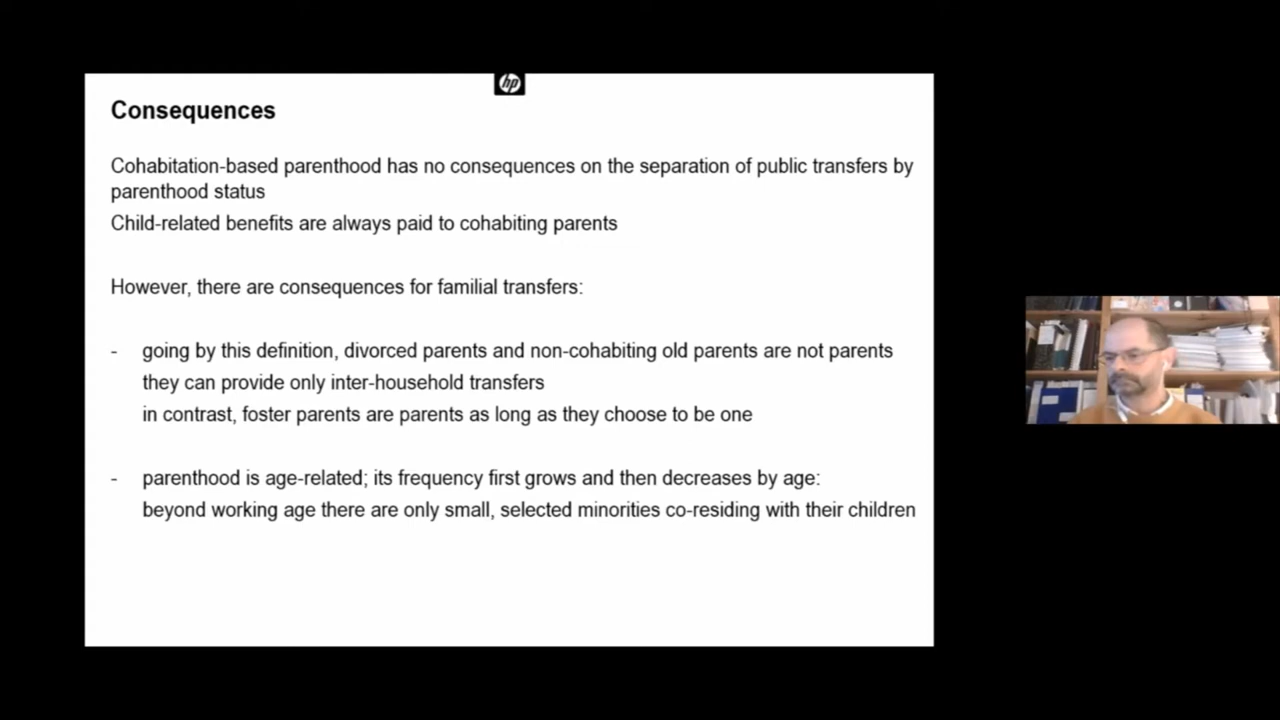 hp
Consequences
Cohabitation-based parenthood has no consequences on the separation of public transfers by
parenthood status
Child-related benefits are always paid to cohabiting parents
However, there are consequences for familial transfers:
- going by this definition, divorced parents and non-cohabiting old parents are not parents
they can provide only inter-household transfers
in contrast, foster parents are parents as long as they choose to be one
- parenthood is age-related; its frequency first grows and then decreases by age:
beyond working age there are only small, selected minorities co-residing with their children